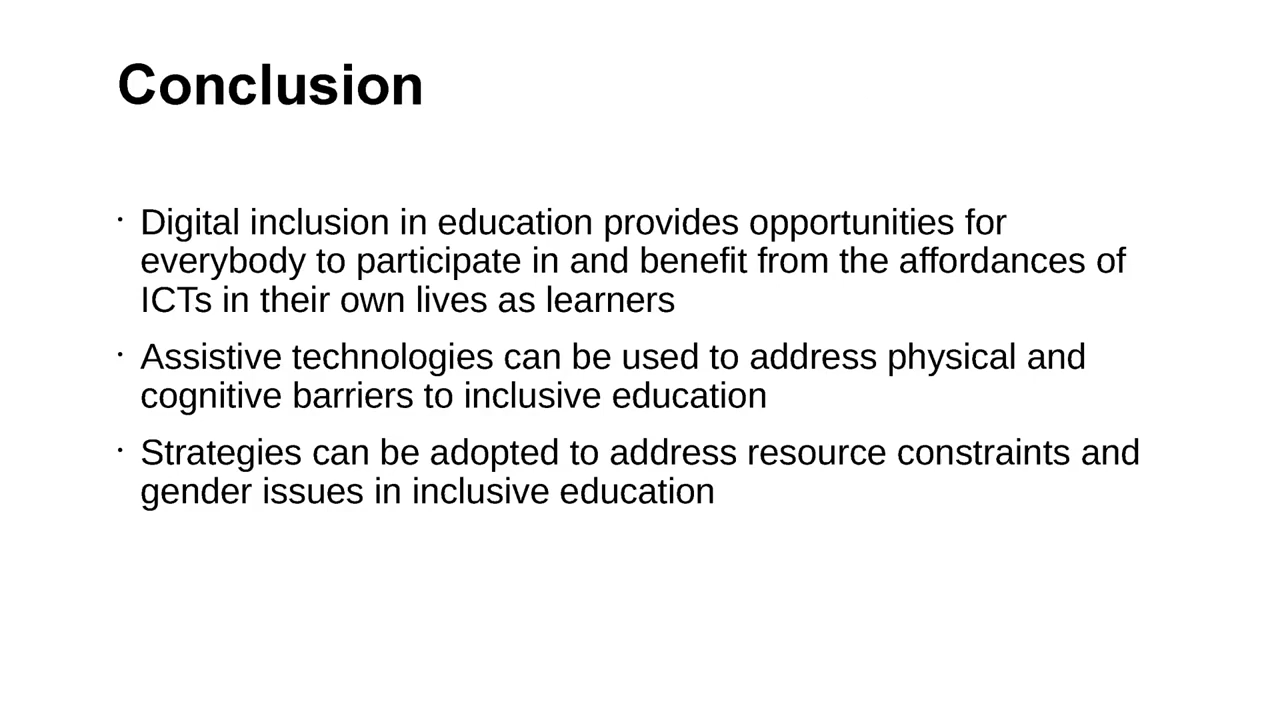 Conclusion
• Digital inclusion in education provides opportunities for
everybody to participate in and benefit from the affordances of
ICTs in their own lives as learners
• Assistive technologies can be used to address physical and
cognitive barriers to inclusive education
• Strategies can be adopted to address resource constraints and
gender issues in inclusive education